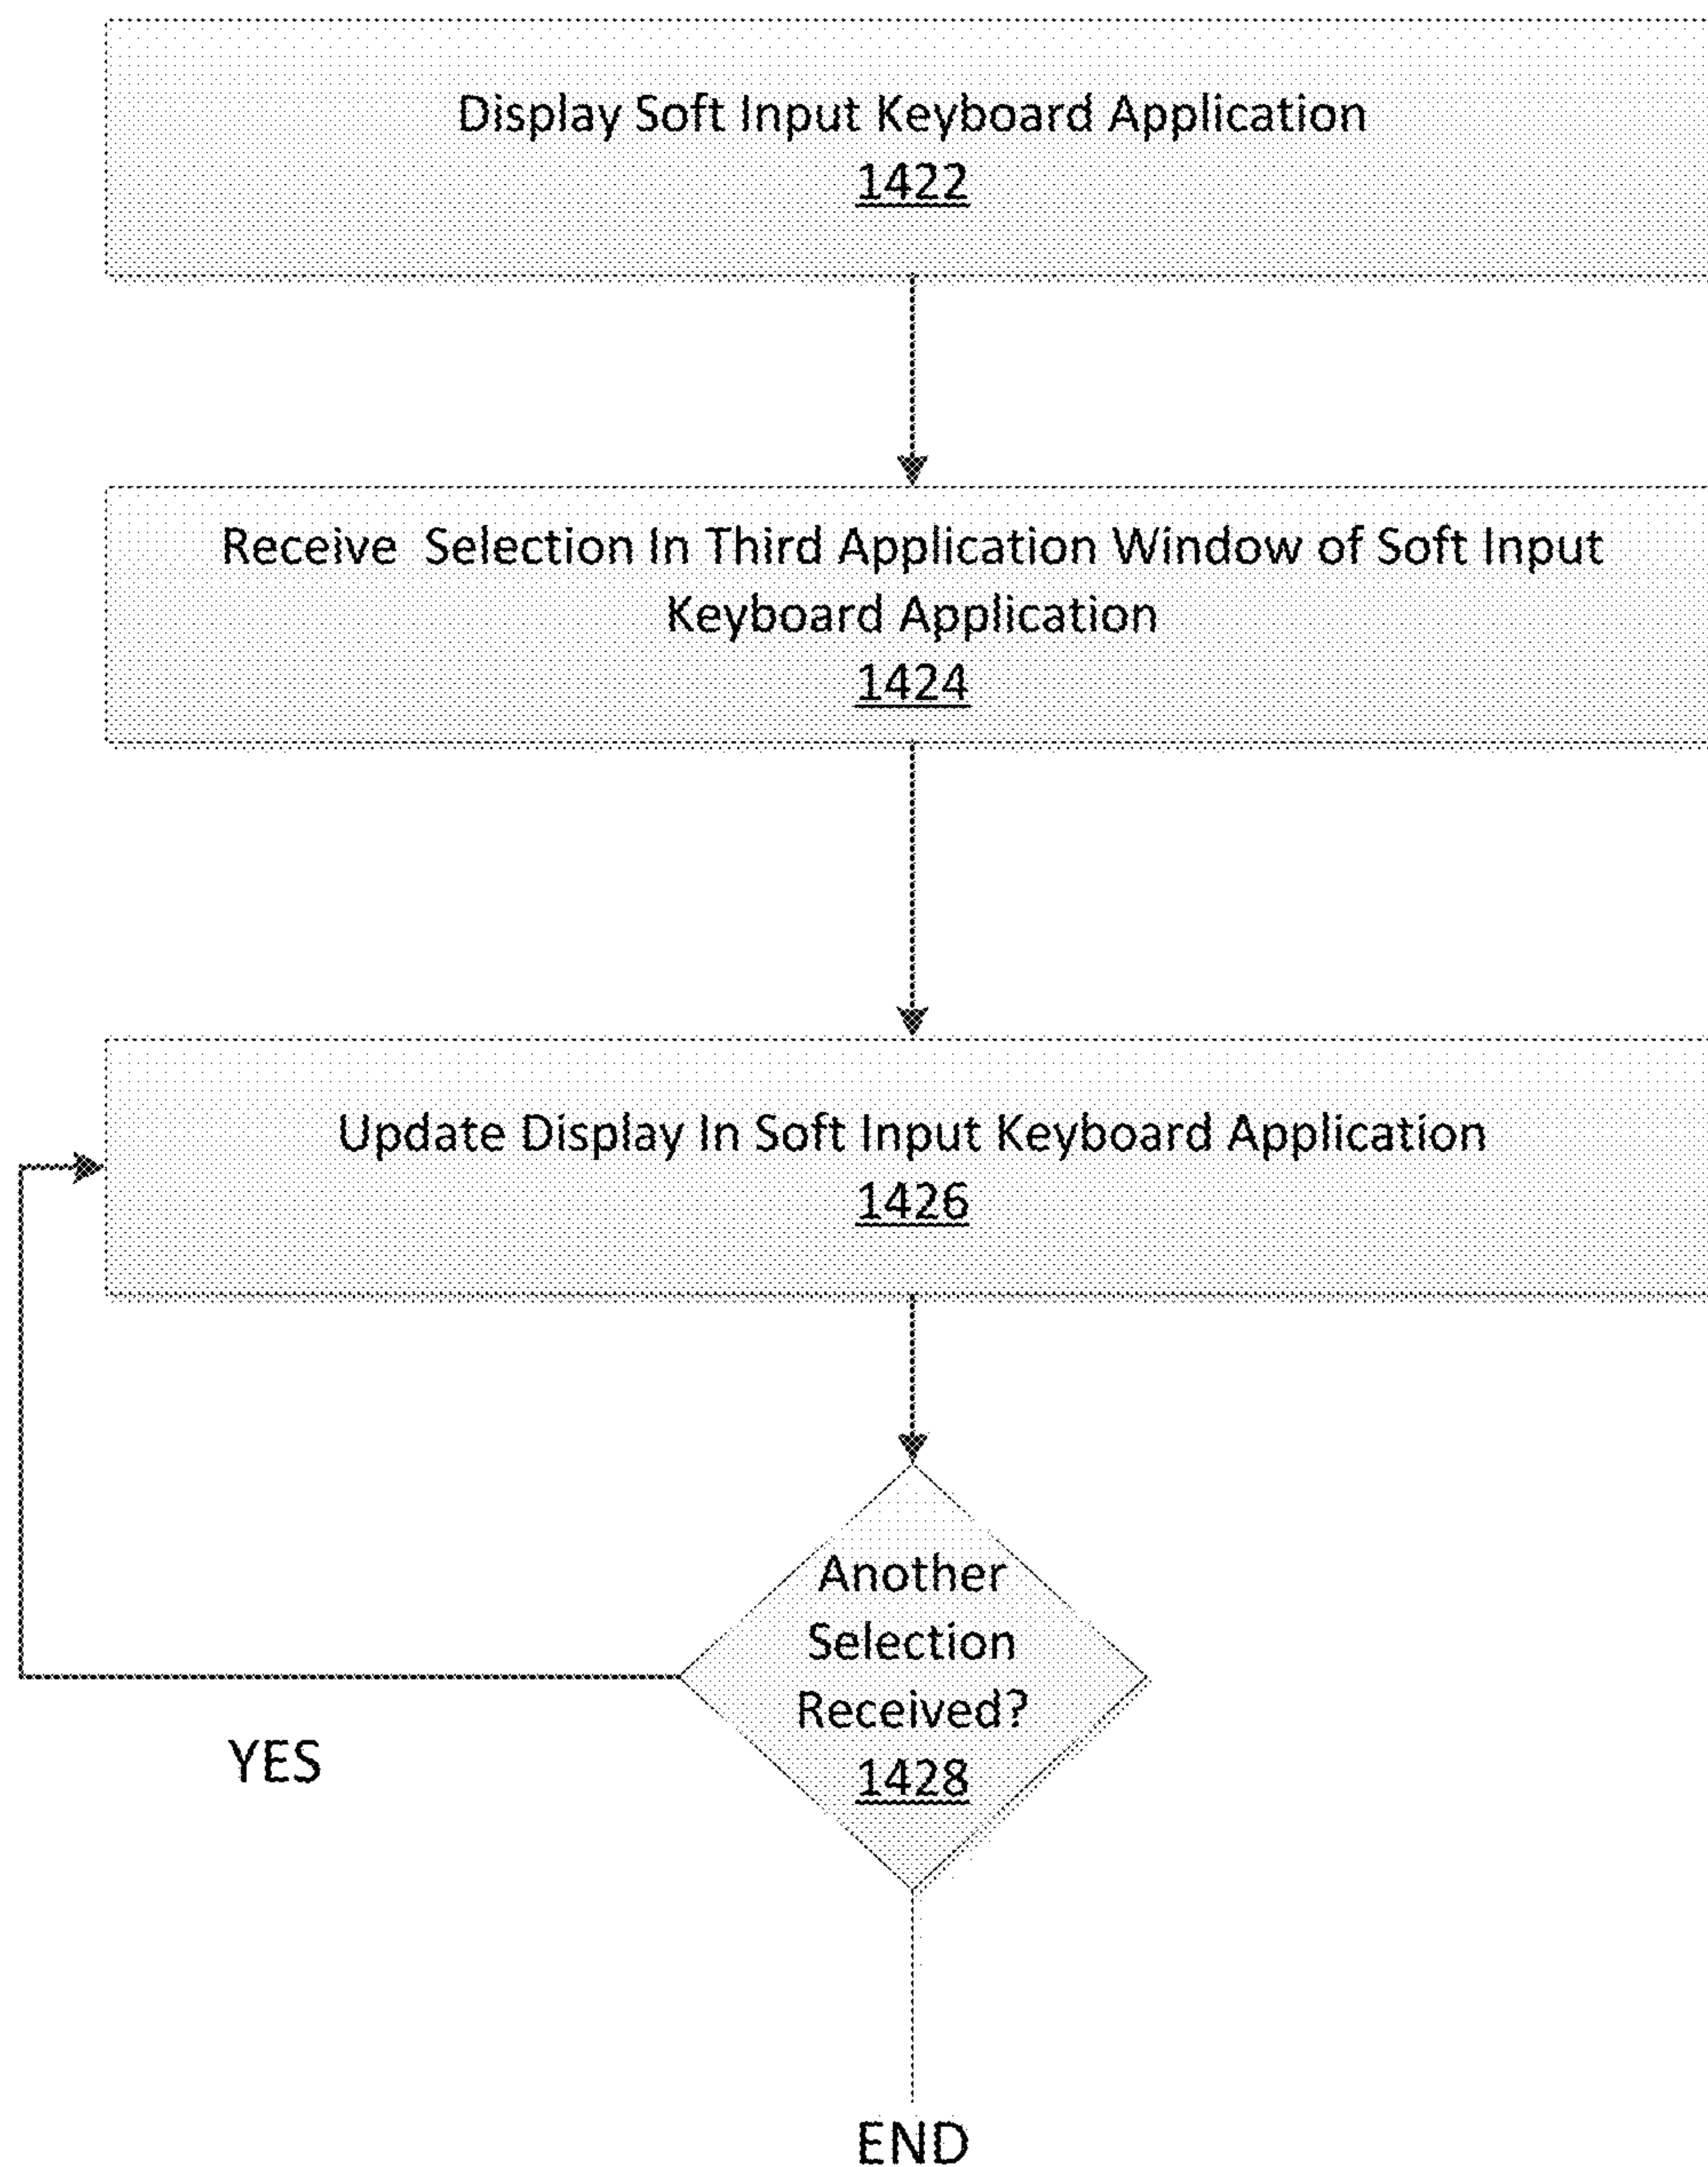 Display Soft Input Keyboard Application
1422
Receive Selection In Third Application Window of Soft Input
Keyboard Application
1424
Update Display In Soft Input Keyboard Application
1426
Another
Selection
Received?
1428
YES
END